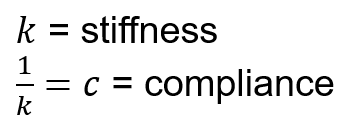 k = stiffness
1/k = c = compliance